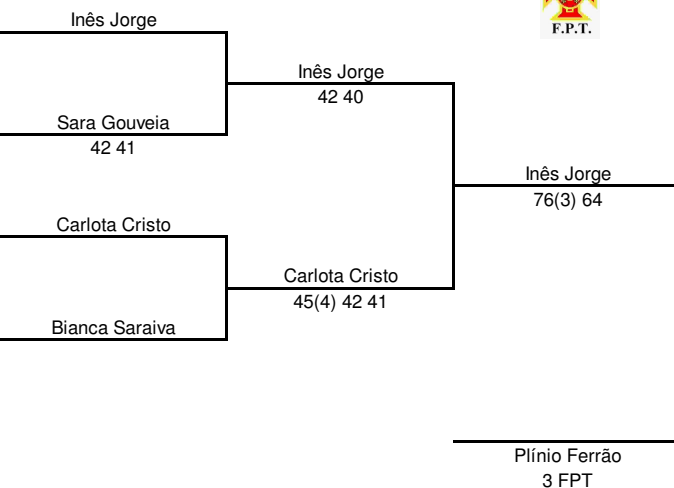 Inês Jorge
F.P.T.
Inês Jorge
42 40
Sara Gouveia
42 41
Inês Jorge
76(3) 64
Carlota Cristo
Carlota Cristo
45(4) 42 41
Bianca Saraiva
Plínio Ferrão
3 FPT